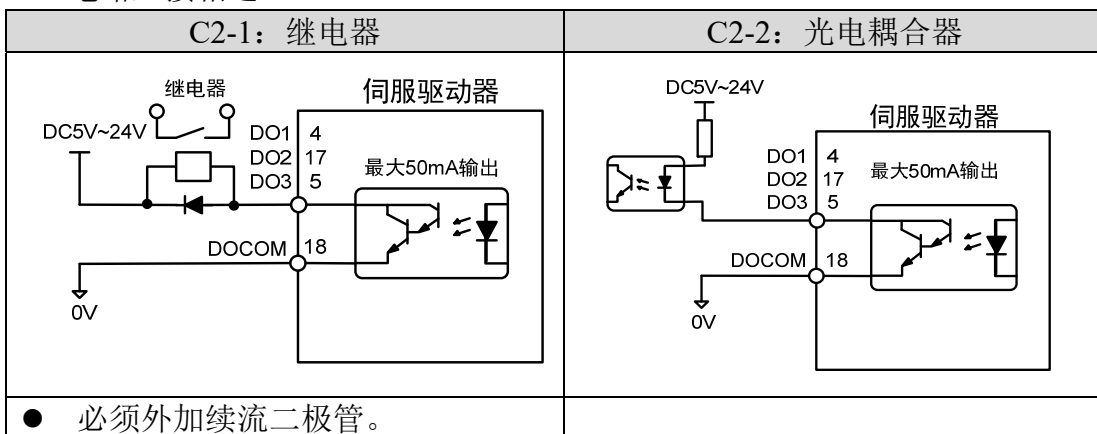 C2-1：继电器
C2-2：光电耦合器
继电器
伺服驱动器
DC5V~24V
DO1 4
DO2 17
DO3 5
最大50mA输出
DOCOM 18
0V
DC5V~24V
伺服驱动器
DO1 4
DO2 17
DO3 5
最大50mA输出
DOCOM 18
0V
● 必须外加续流二极管。